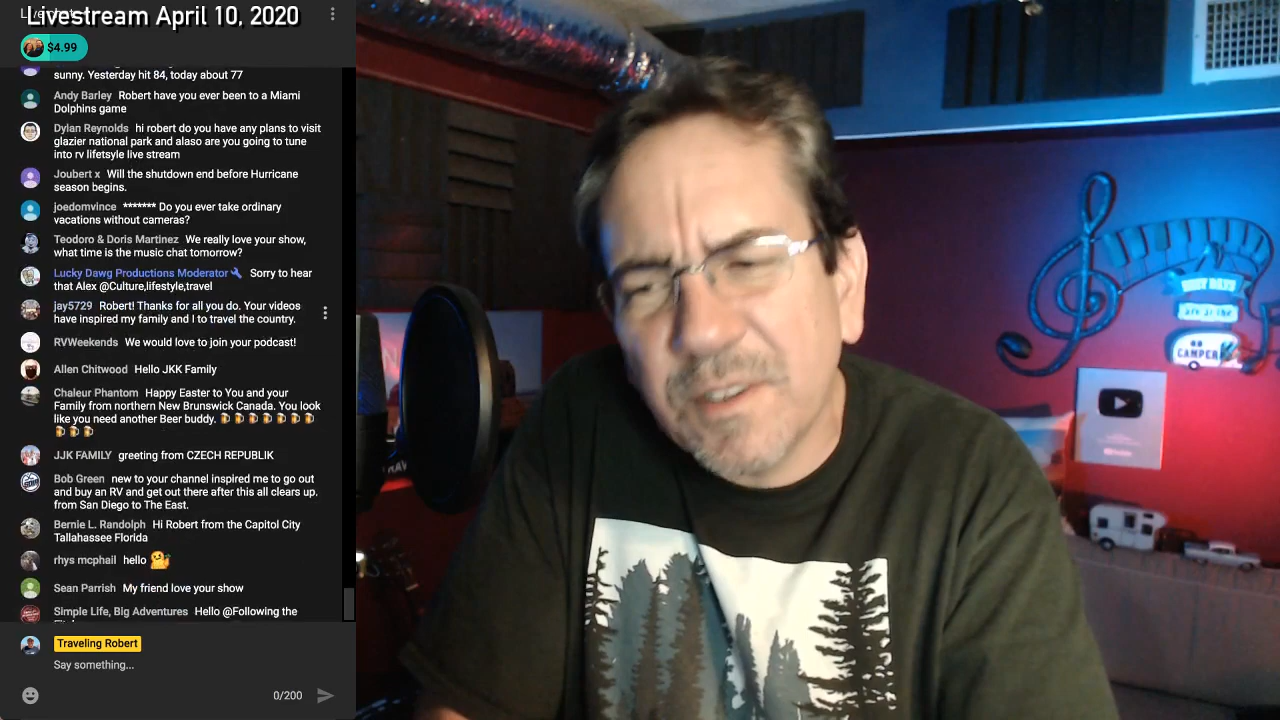 Livestream April 10, 2020
$4.99
sunny. Yesterday hit 84, today about 77
Andy Barley Robert have you ever been to a Miami
Dolphins game
Dylan Reynolds hi robert do you have any plans to visit
glazier national park and alaso are you going to tune
into rv lifetsyle live stream
Joubert x Will the shutdown end before Hurricane
season begins.
joedomvince ******* Do you ever take ordinary
vacations without cameras?
Teodoro & Doris Martinez We really love your show,
what time is the music chat tomorrow?
Lucky Dawg Productions Moderator Sorry to hear
that Alex @Culture,lifestyle,travel
jay5729 Robert! Thanks for all you do. Your videos
have inspired my family and I to travel the country.
RVWeekends We would love to join your podcast!
Allen Chitwood Hello JKK Family
Chaleur Phantom Happy Easter to You and your
Family from northern New Brunswick Canada. You look
like you need another Beer buddy. 🍺🍺🍺🍺🍺🍺🍺
🍺🍺🍺
JJK FAMILY greeting from CZECH REPUBLIK
Bob Green new to your channel inspired me to go out
and buy an RV and get out there after this all clears up.
from San Diego to The East.
Bernie L. Randolph Hi Robert from the Capitol City
Tallahassee Florida
rhys mcphail hello
Sean Parrish My friend love your show
Simple Life, Big Adventures Hello @Following the
Traveling Robert
Say something...
0/200
CAMPER